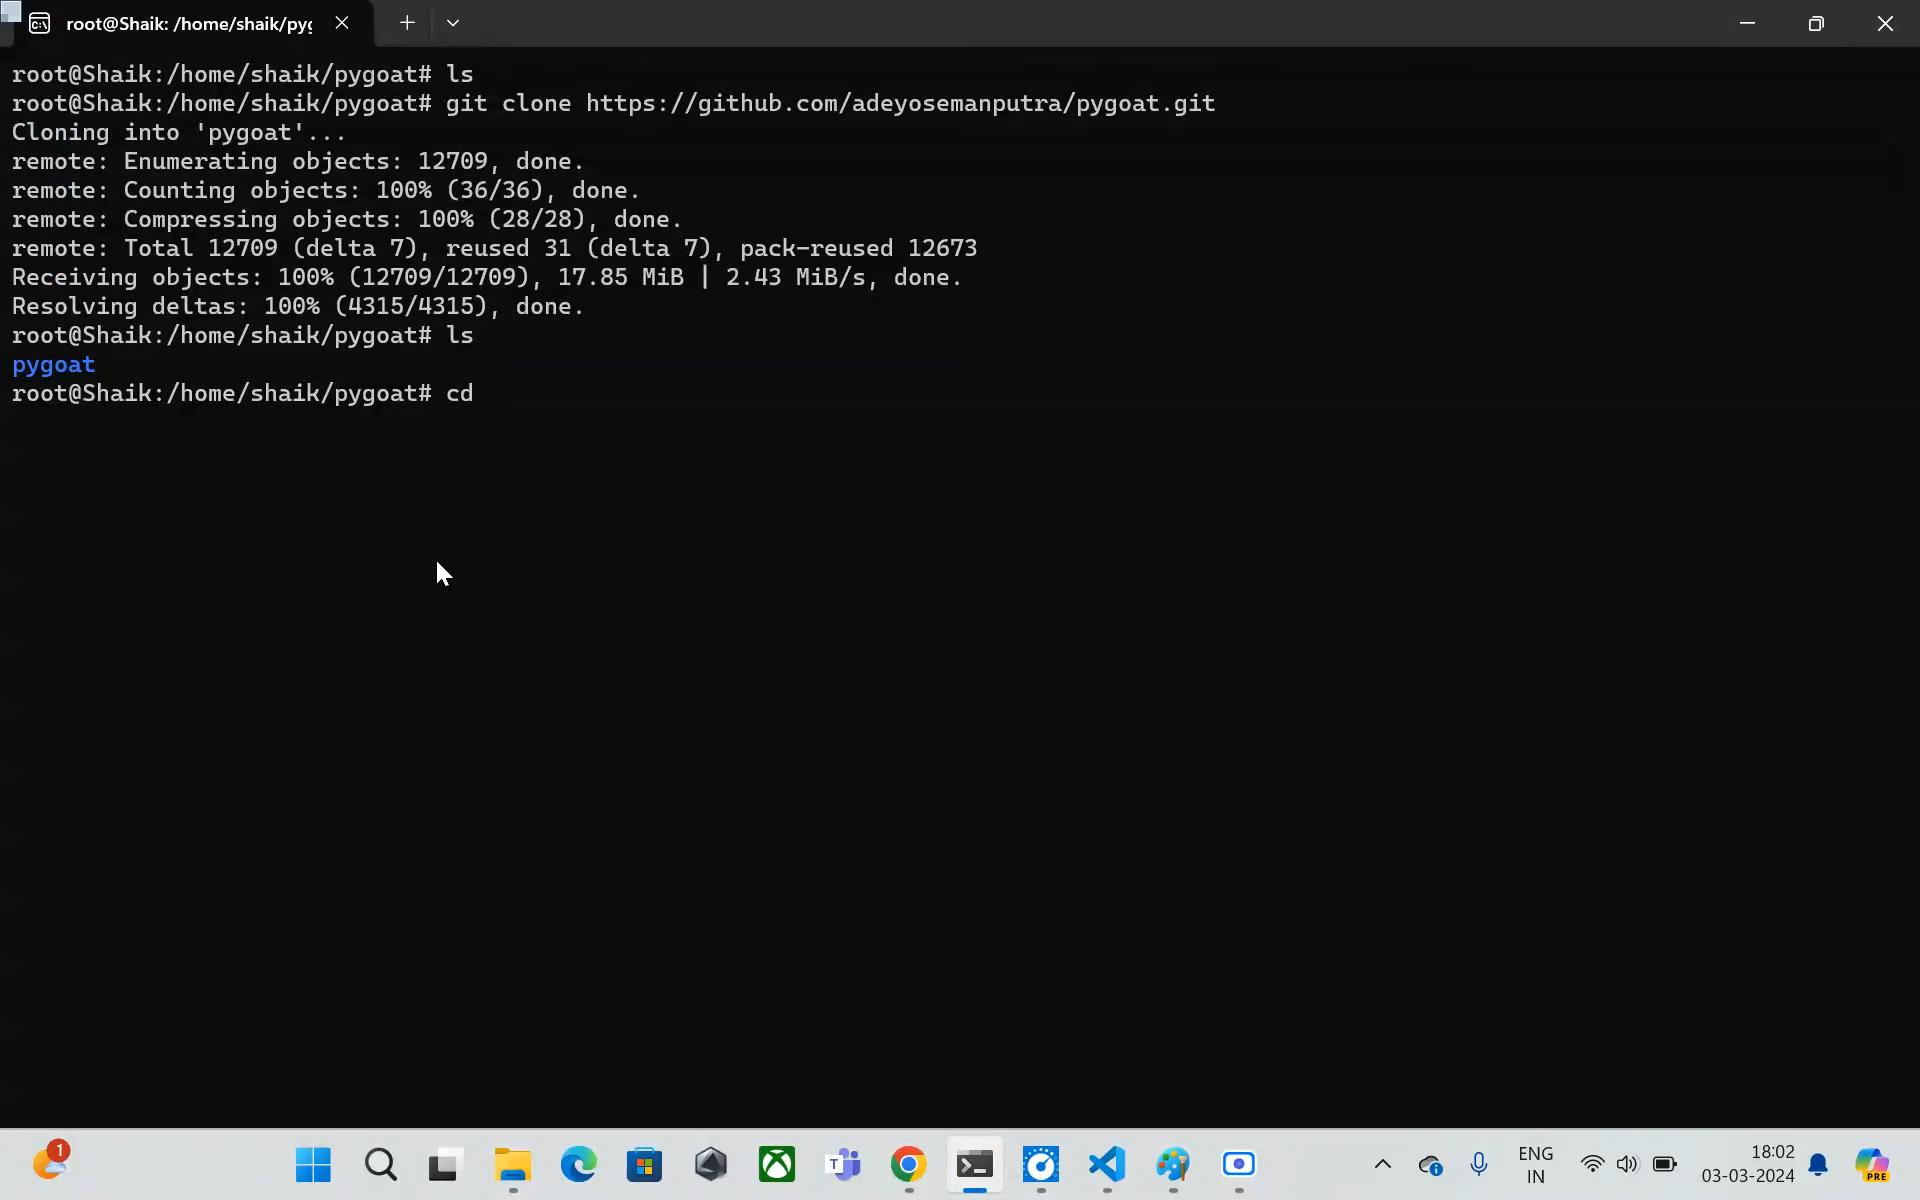 root@Shaik: /home/shaik/pyg
root@Shaik:/home/shaik/pygoat# ls
root@Shaik:/home/shaik/pygoat# git clone https://github.com/adeyosemanputra/pygoat.git
Cloning into 'pygoat'...
remote: Enumerating objects: 12709, done.
remote: Counting objects: 100% (36/36), done.
remote: Compressing objects: 100% (28/28), done.
remote: Total 12709 (delta 7), reused 31 (delta 7), pack-reused 12673
Receiving objects: 100% (12709/12709), 17.85 MiB | 2.43 MiB/s, done.
Resolving deltas: 100% (4315/4315), done.
root@Shaik:/home/shaik/pygoat# ls
pygoat
root@Shaik:/home/shaik/pygoat# cd
1
ENG
IN
18:02
03-03-2024
PRE